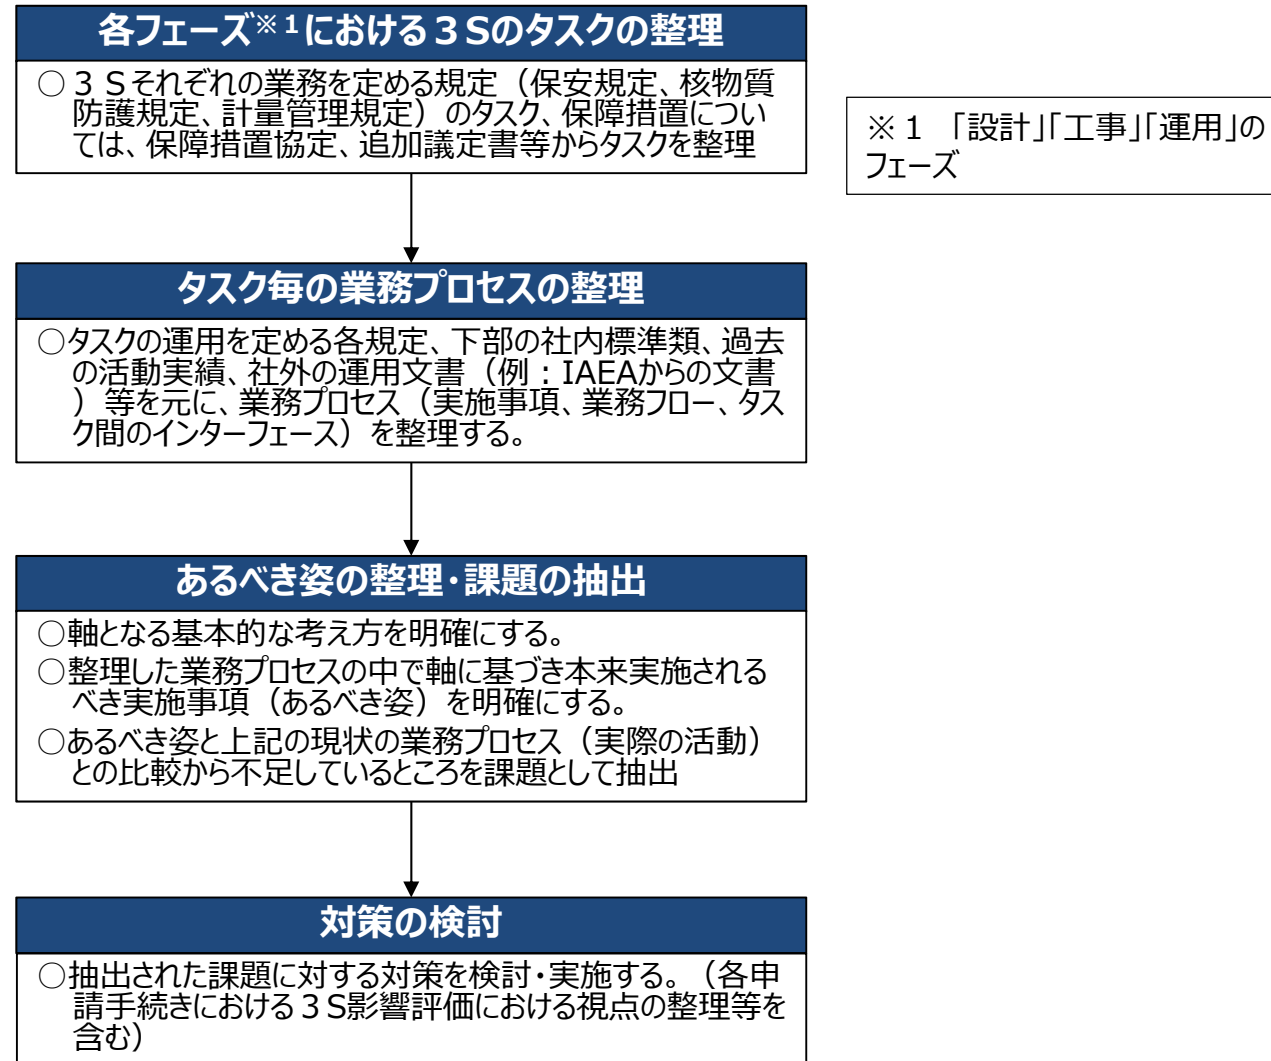 各フェーズ※１における３Sのタスクの整理
○３Ｓそれぞれの業務を定める規定（保安規定、核物質
防護規定、計量管理規定）のタスク、保障措置につい
ては、保障措置協定、追加議定書等からタスクを整理
※１　「設計」「工事」「運用」の
フェーズ
タスク毎の業務プロセスの整理
○タスクの運用を定める各規定、下部の社内標準類、過去
の活動実績、社外の運用文書（例：IAEAからの文書
）等を元に、業務プロセス（実施事項、業務フロー、タス
ク間のインターフェース）を整理する。
あるべき姿の整理・課題の抽出
○軸となる基本的な考え方を明確にする。
○整理した業務プロセスの中で軸に基づき本来実施される
べき実施事項（あるべき姿）を明確にする。
○あるべき姿と上記の現状の業務プロセス（実際の活動）
との比較から不足しているところを課題として抽出
対策の検討
○抽出された課題に対する対策を検討・実施する。（各申
請手続きにおける３S影響評価における視点の整理等を
含む）